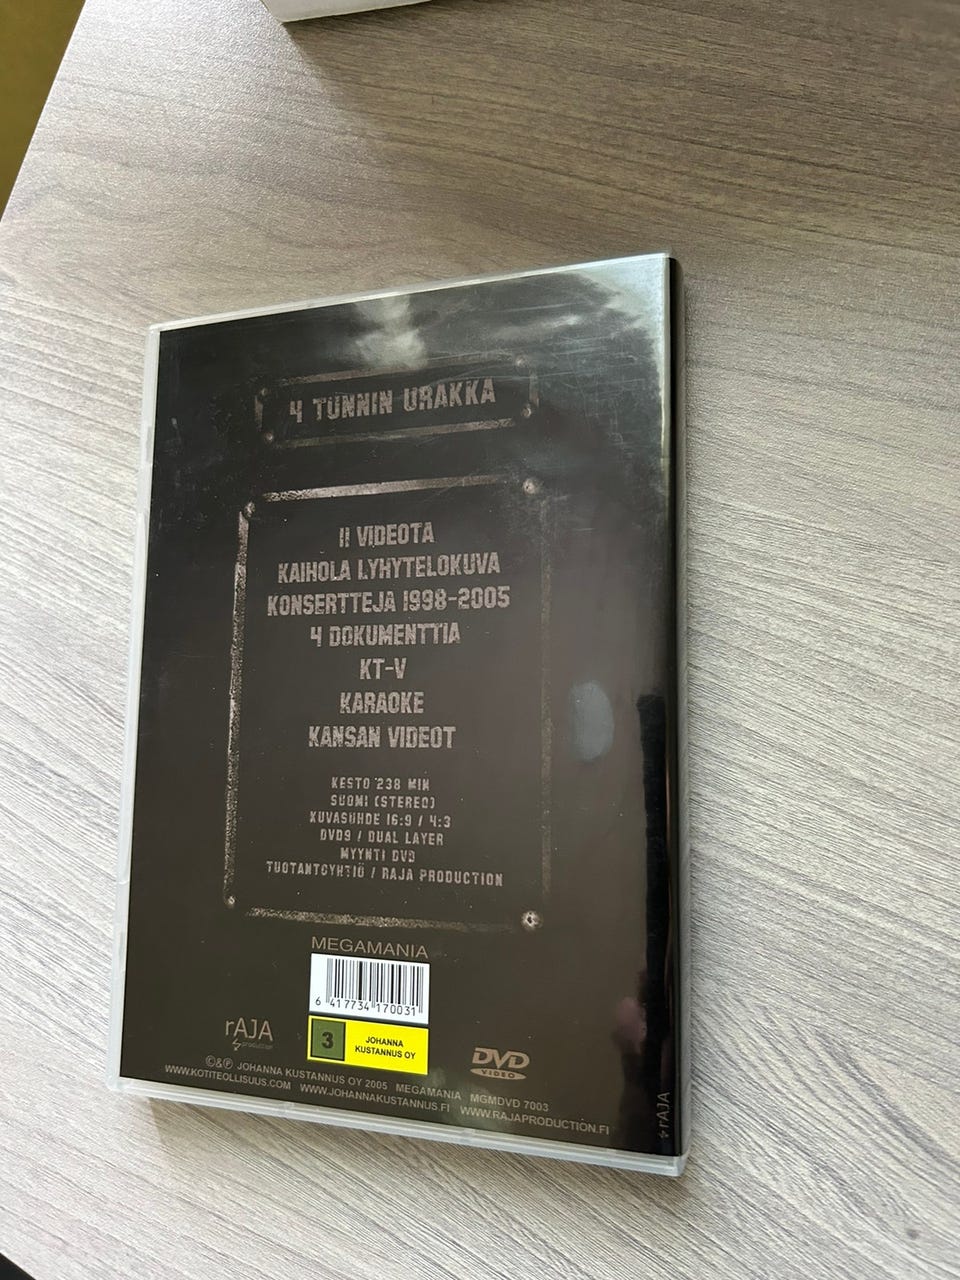 4 TUNNIN URAKKA
11 VIDEOTA
KAIHOLA LYHYTELOKUVA
KONSERTTEJA 1998-2005
4 DOKUMENTTIA
KT-V
KARAOKE
KANSAN VIDEOT
KESTO 238 MIN
SUOMI (STEREO)
KUVASUHDE 16:9 / 4:3
DVD9 / DUAL LAYER
MYYNTI DVD
TUOTANTOYHTIÖ / RAJA PRODUCTION
MEGAMANIA
6 417734 170031
3
JOHANNA
KUSTANNUS OY
rAJA
production
DVD
VIDEO
©&℗ JOHANNA KUSTANNUS OY 2005 MEGAMANIA MGMDVD 7003
WWW.KOTITEOLLISUUS.COM WWW.JOHANNAKUSTANNUS.FI WWW.RAJAPRODUCTION.FI
rAJA